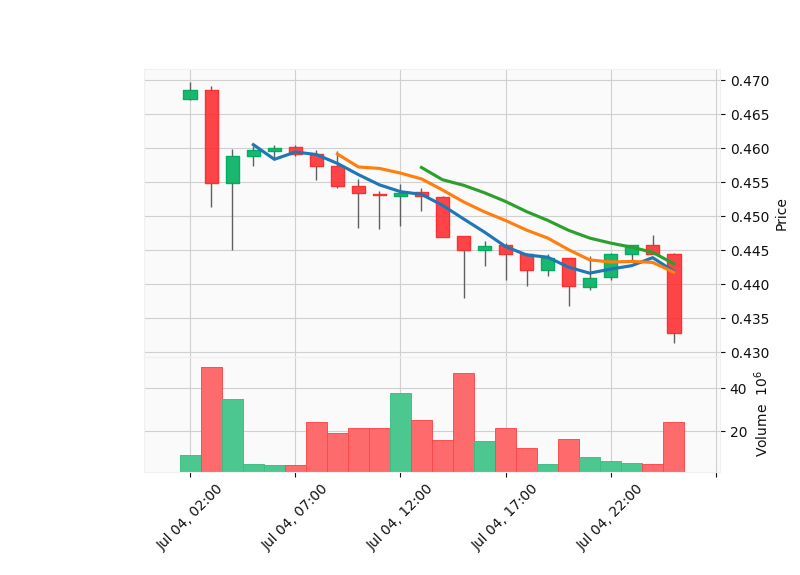 0.470
0.465
0.460
0.455
0.450
0.445
0.440
0.435
0.430
Price
40
20
Volume 10^6
Jul 04, 02:00
Jul 04, 07:00
Jul 04, 12:00
Jul 04, 17:00
Jul 04, 22:00